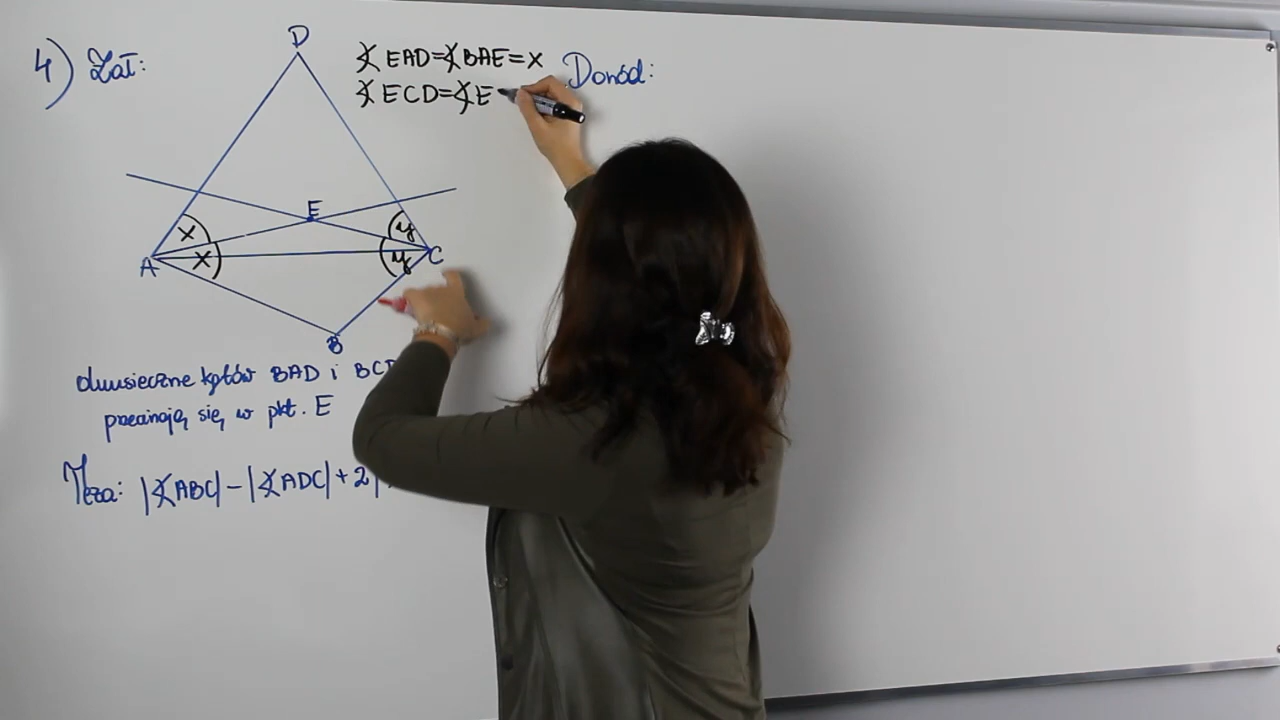 4) Zał:
D
∢ EAD=∢BAE=x
∢ ECD=∢E
Dowód:
E
x
y
A
x
y
C
B
dwusieczne kątów BAD i BC
przecinają się w pkt. E
Teza: |∢ABC| - |∢ADC| + 2|